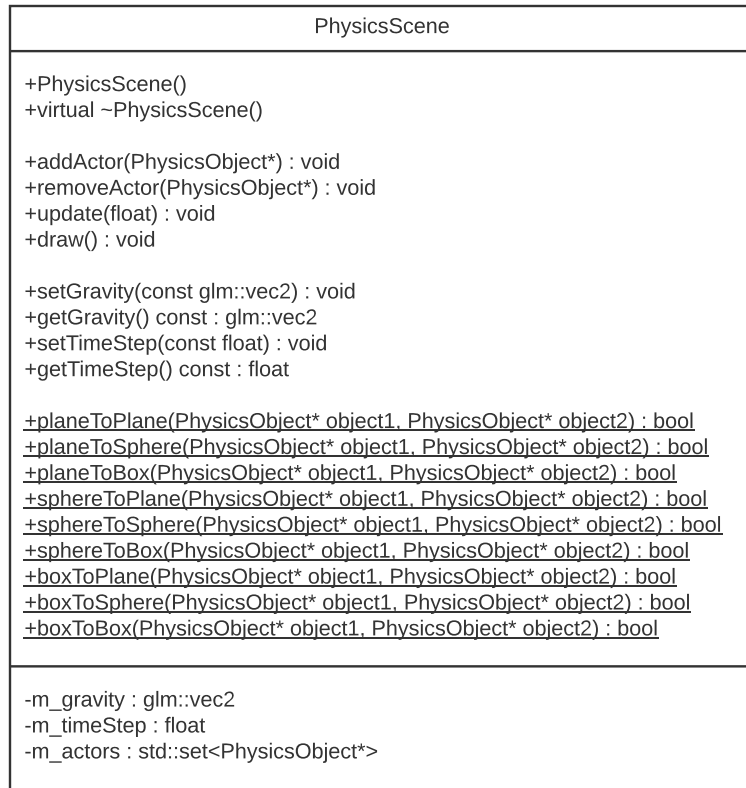 PhysicsScene
+PhysicsScene()
+virtual ~PhysicsScene()
+addActor(PhysicsObject*) : void
+removeActor(PhysicsObject*) : void
+update(float) : void
+draw() : void
+setGravity(const glm::vec2) : void
+getGravity() const : glm::vec2
+setTimeStep(const float) : void
+getTimeStep() const : float
+planeToPlane(PhysicsObject* object1, PhysicsObject* object2) : bool
+planeToSphere(PhysicsObject* object1, PhysicsObject* object2) : bool
+planeToBox(PhysicsObject* object1, PhysicsObject* object2) : bool
+sphereToPlane(PhysicsObject* object1, PhysicsObject* object2) : bool
+sphereToSphere(PhysicsObject* object1, PhysicsObject* object2) : bool
+sphereToBox(PhysicsObject* object1, PhysicsObject* object2) : bool
+boxToPlane(PhysicsObject* object1, PhysicsObject* object2) : bool
+boxToSphere(PhysicsObject* object1, PhysicsObject* object2) : bool
+boxToBox(PhysicsObject* object1, PhysicsObject* object2) : bool
-m_gravity : glm::vec2
-m_timeStep : float
-m_actors : std::set<PhysicsObject*>